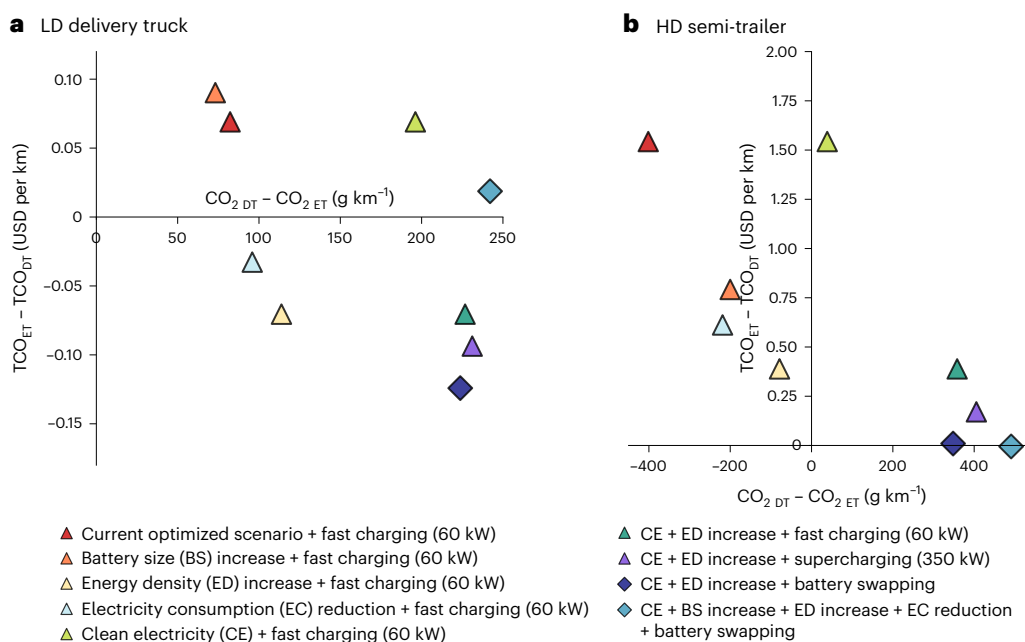 a LD delivery truck
0.10
0.05
0
−0.05
−0.10
−0.15
TCO_ET − TCO_DT (USD per km)
CO_2 DT − CO_2 ET (g km⁻¹)
0 50 100 150 200 250
b HD semi-trailer
2.00
1.75
1.50
1.25
1.00
0.75
0.50
0.25
0
TCO_ET − TCO_DT (USD per km)
−400 −200 0 200 400
CO_2 DT − CO_2 ET (g km⁻¹)
Current optimized scenario + fast charging (60 kW)
Battery size (BS) increase + fast charging (60 kW)
Energy density (ED) increase + fast charging (60 kW)
Electricity consumption (EC) reduction + fast charging (60 kW)
Clean electricity (CE) + fast charging (60 kW)
CE + ED increase + fast charging (60 kW)
CE + ED increase + supercharging (350 kW)
CE + ED increase + battery swapping
CE + BS increase + ED increase + EC reduction
+ battery swapping